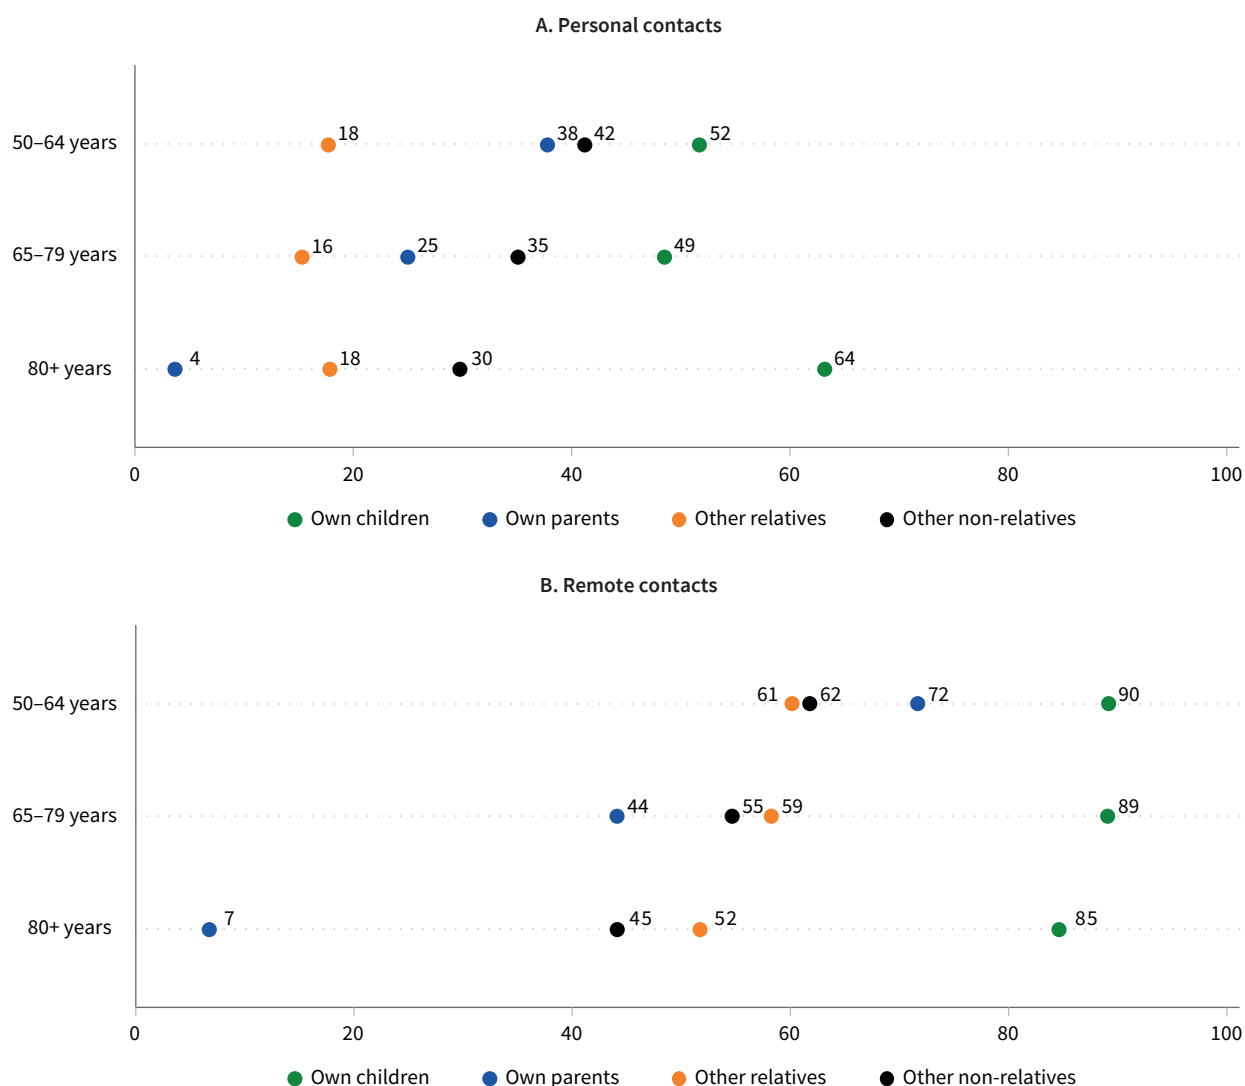 A. Personal contacts
50–64 years 18 38 42 52
65–79 years 16 25 35 49
80+ years 4 18 30 64
0 20 40 60 80 100
Own children Own parents Other relatives Other non-relatives
B. Remote contacts
50–64 years 61 62 72 90
65–79 years 44 55 59 89
80+ years 7 45 52 85
0 20 40 60 80 100
Own children Own parents Other relatives Other non-relatives